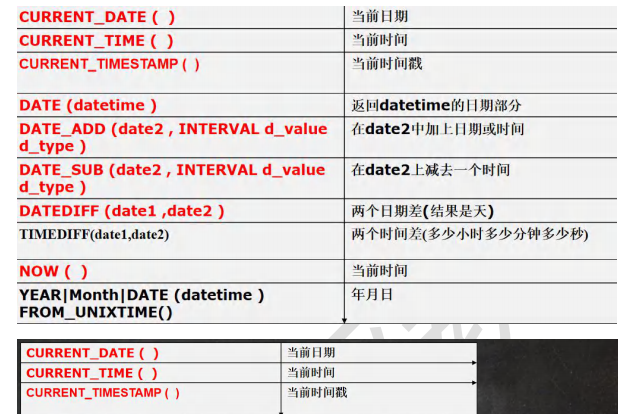 CURRENT_DATE ( ) 当前日期
CURRENT_TIME ( ) 当前时间
CURRENT_TIMESTAMP ( ) 当前时间戳
DATE (datetime ) 返回datetime的日期部分
DATE_ADD (date2 , INTERVAL d_value 在date2中加上日期或时间
d_type )
DATE_SUB (date2 , INTERVAL d_value 在date2上减去一个时间
d_type )
DATEDIFF (date1 ,date2 ) 两个日期差(结果是天)
TIMEDIFF(date1,date2) 两个时间差(多少小时多少分钟多少秒)
NOW ( ) 当前时间
YEAR|Month|DATE (datetime ) 年月日
FROM_UNIXTIME()
CURRENT_DATE ( ) 当前日期
CURRENT_TIME ( ) 当前时间
CURRENT_TIMESTAMP ( ) 当前时间戳